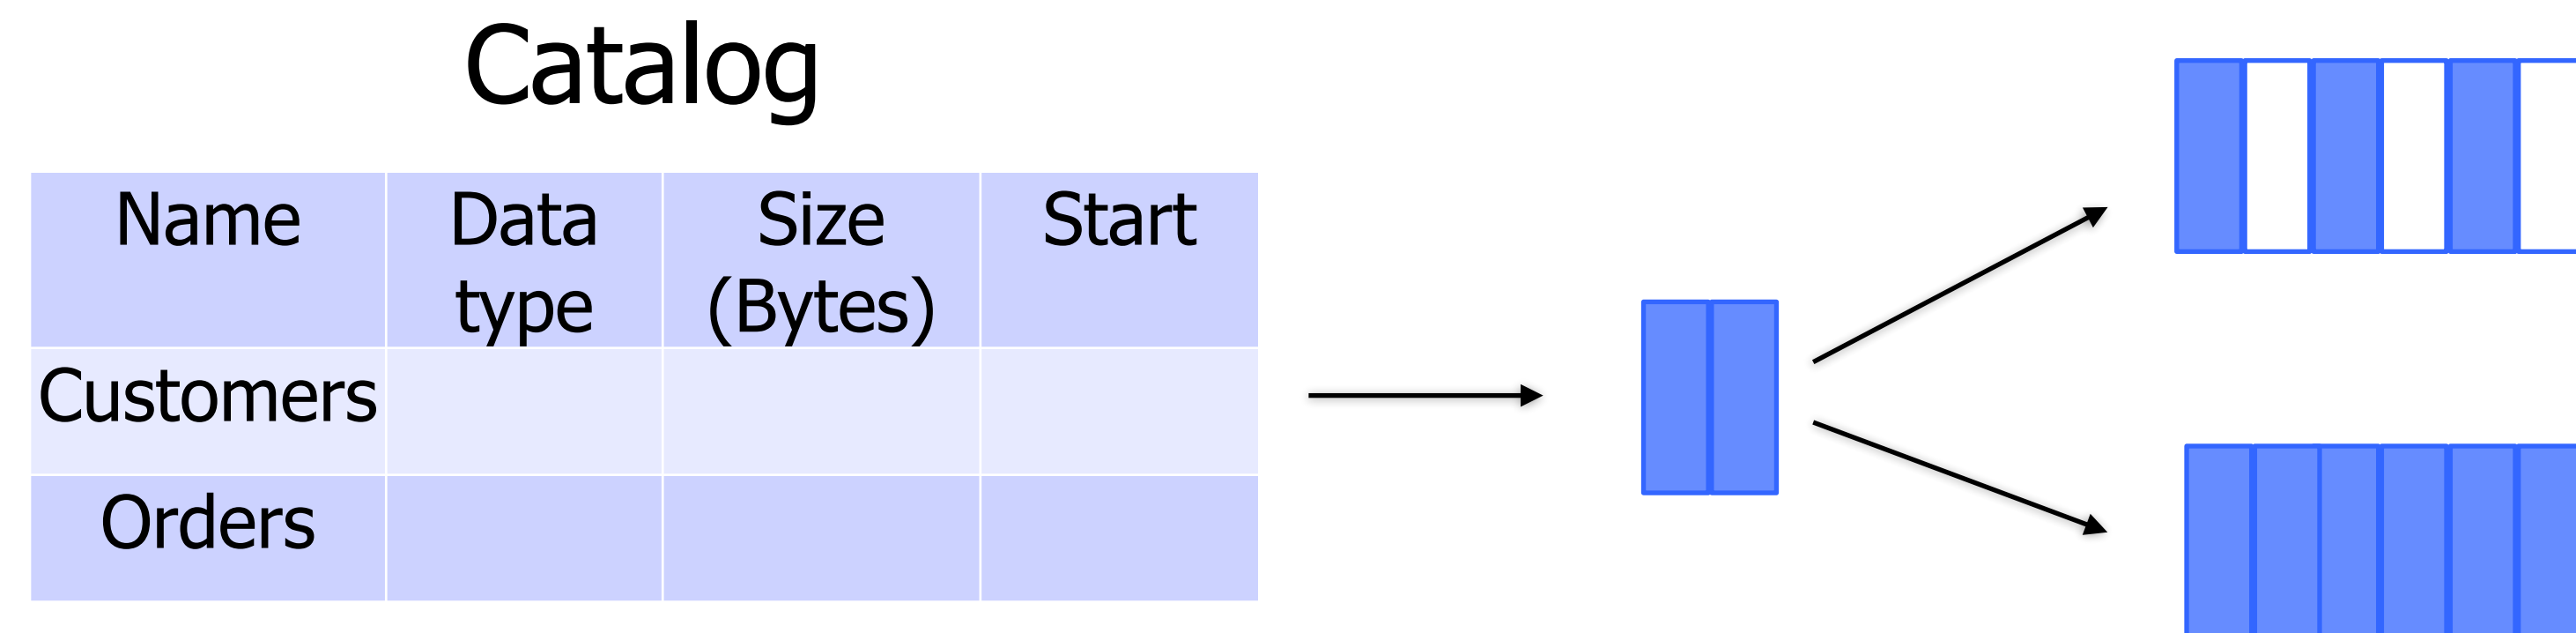 Catalog
Name Data type Size (Bytes) Start
Customers
Orders